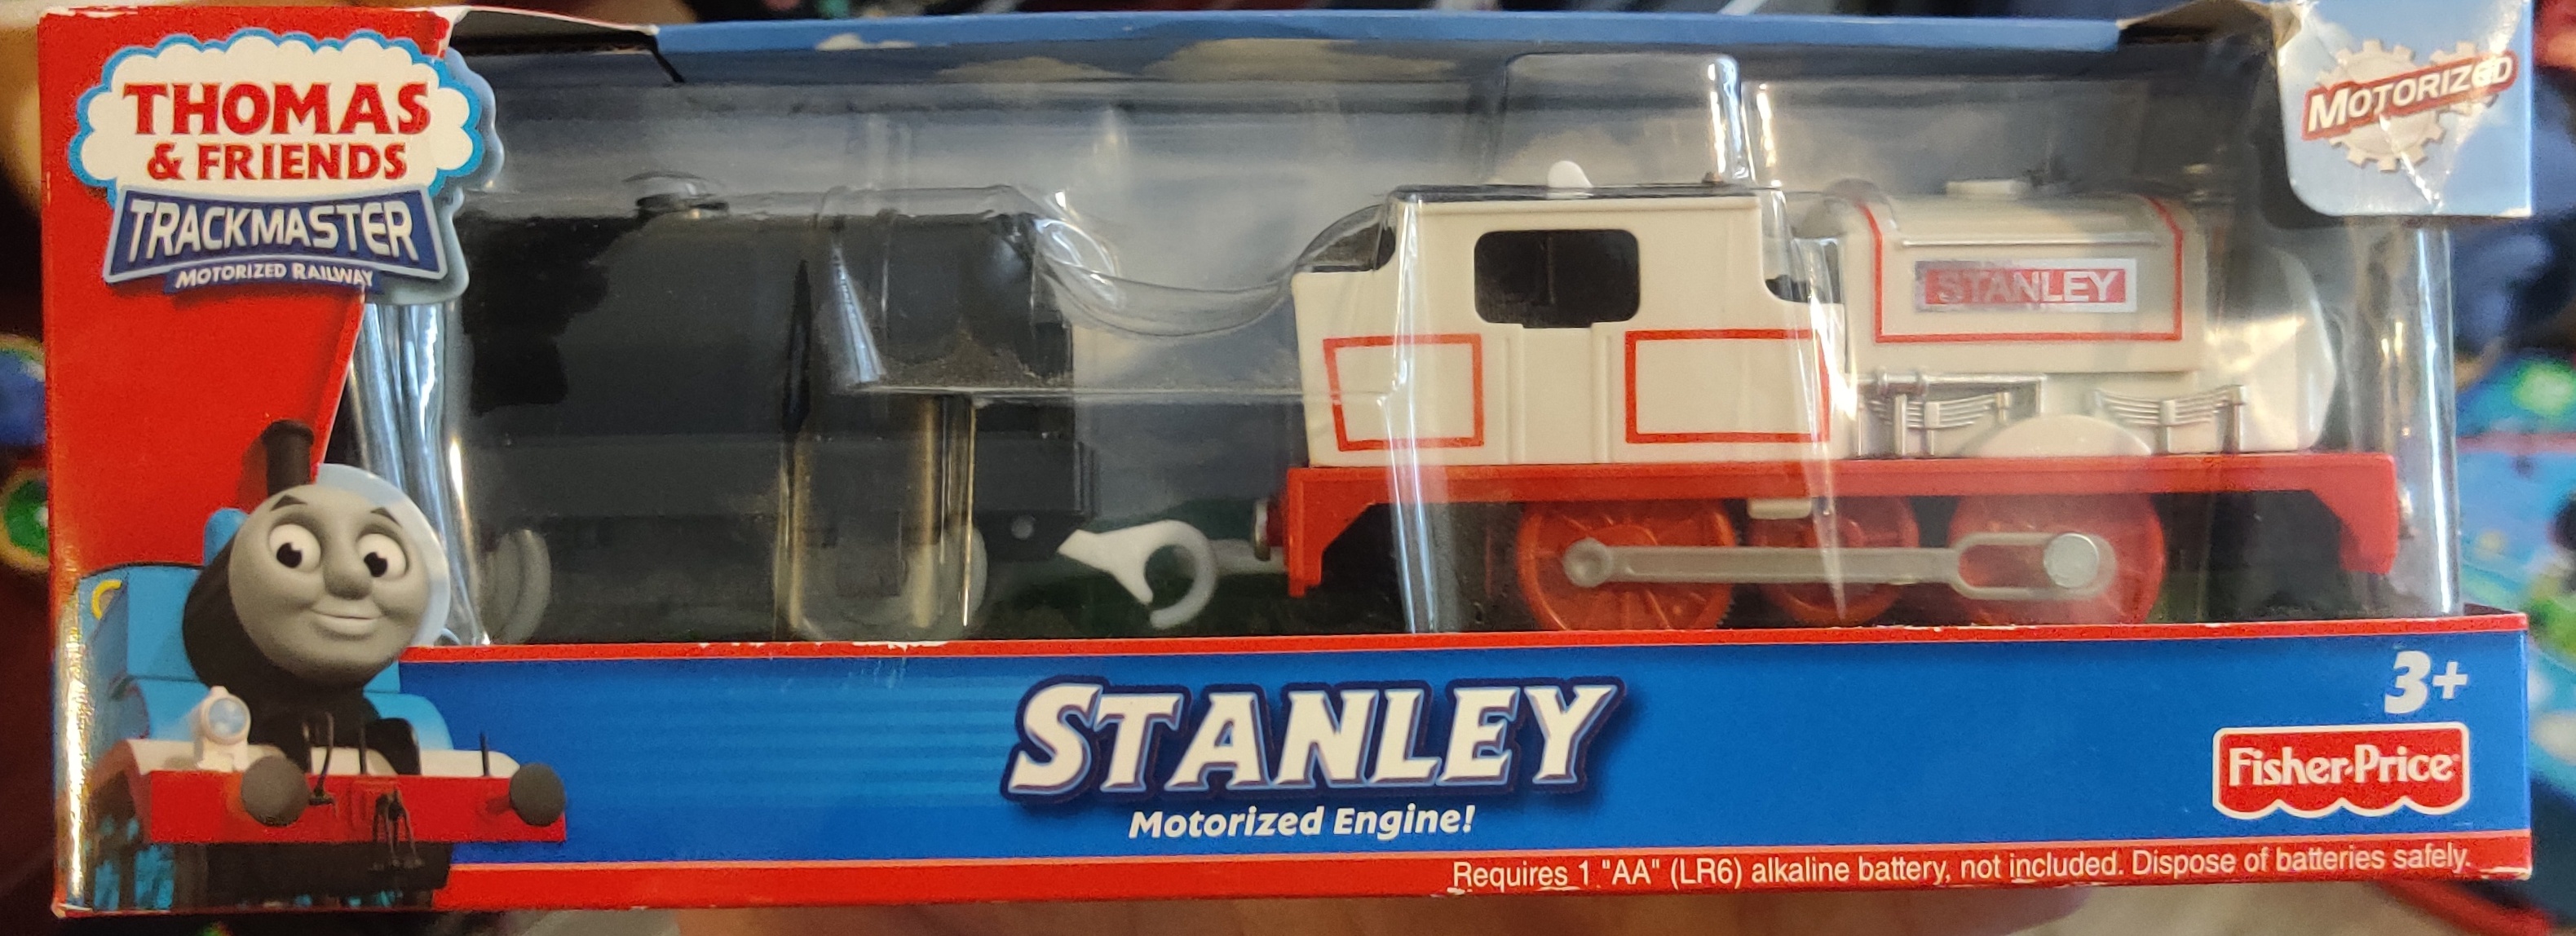 THOMAS
& FRIENDS
TRACKMASTER
MOTORIZED RAILWAY
MOTORIZED
STANLEY
STANLEY
Motorized Engine!
3+
Fisher-Price
Requires 1 "AA" (LR6) alkaline battery, not included. Dispose of batteries safely.